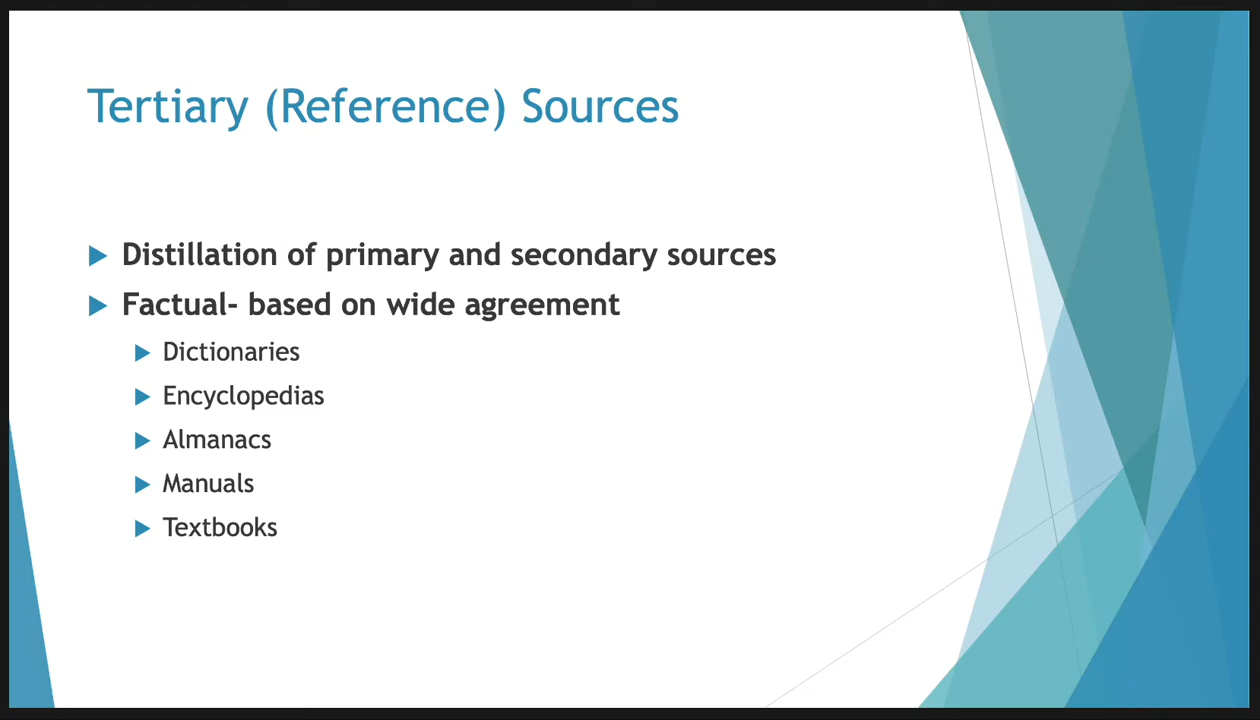 Tertiary (Reference) Sources
Distillation of primary and secondary sources
Factual- based on wide agreement
Dictionaries
Encyclopedias
Almanacs
Manuals
Textbooks